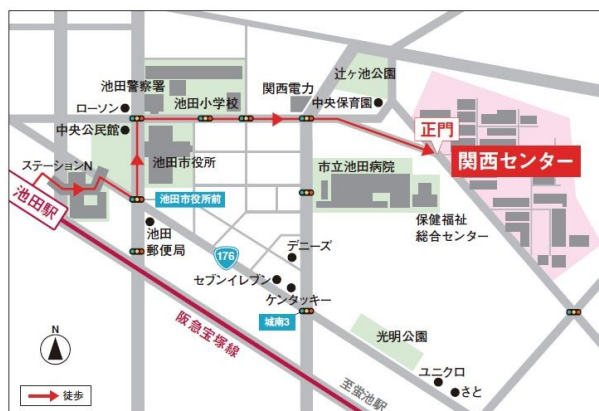 辻ヶ池公園
池田警察署
関西電力
ローソン
池田小学校
中央保育園
中央公民館
正門
関西センター
ステーションN
池田市役所
市立池田病院
池田駅
池田市役所前
保健福祉
総合センター
池田
郵便局
デニーズ
176
セブンイレブン
ケンタッキー
阪急宝塚線
城南3
光明公園
N
ユニクロ
至蛍池駅
さと
徒歩